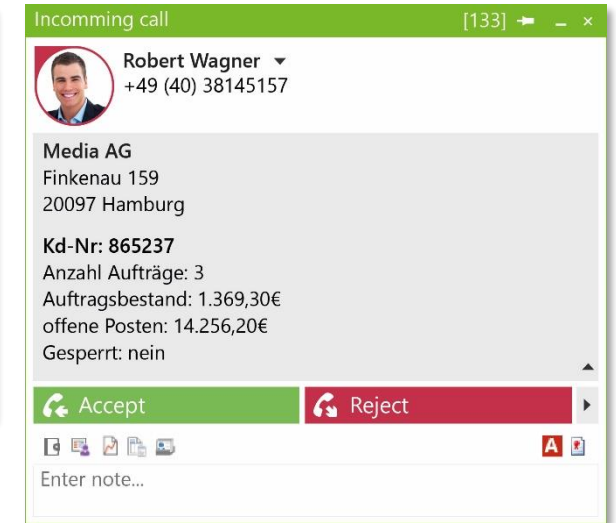 Incomming call [133]
Robert Wagner
+49 (40) 38145157
Media AG
Finkenau 159
20097 Hamburg
Kd-Nr: 865237
Anzahl Aufträge: 3
Auftragsbestand: 1.369,30€
offene Posten: 14.256,20€
Gesperrt: nein
Accept Reject
A
Enter note...